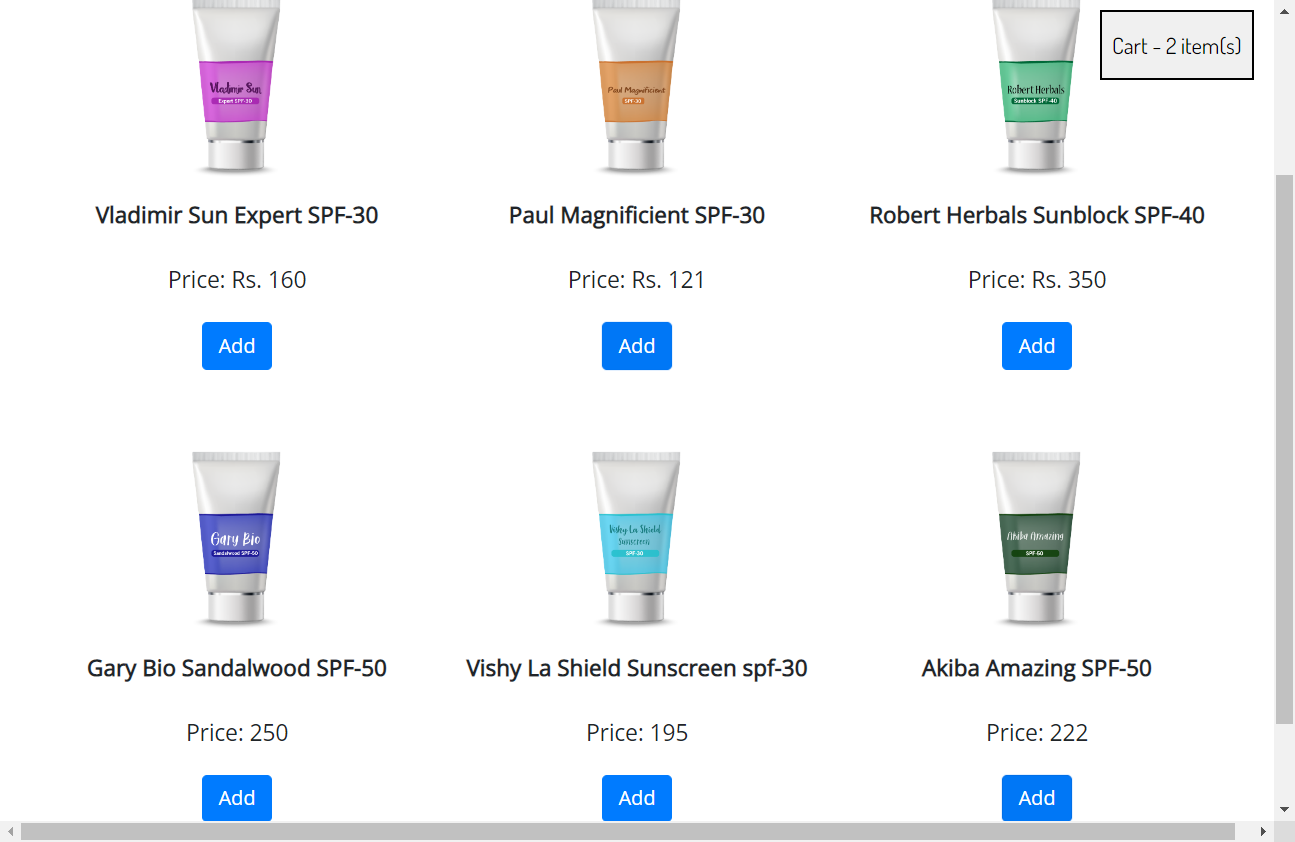 Cart - 2 item(s)
Vladimir Sun
Expert SPF-30
Paul Magnificient
SPF-30
Robert Herbals
Sunblock SPF-40
Vladimir Sun Expert SPF-30
Paul Magnificient SPF-30
Robert Herbals Sunblock SPF-40
Price: Rs. 160
Price: Rs. 121
Price: Rs. 350
Add
Add
Add
Gary Bio
Sandalwood SPF-50
Vishy La Shield
Sunscreen
SPF-30
Akiba Amazing
SPF-50
Gary Bio Sandalwood SPF-50
Vishy La Shield Sunscreen spf-30
Akiba Amazing SPF-50
Price: 250
Price: 195
Price: 222
Add
Add
Add